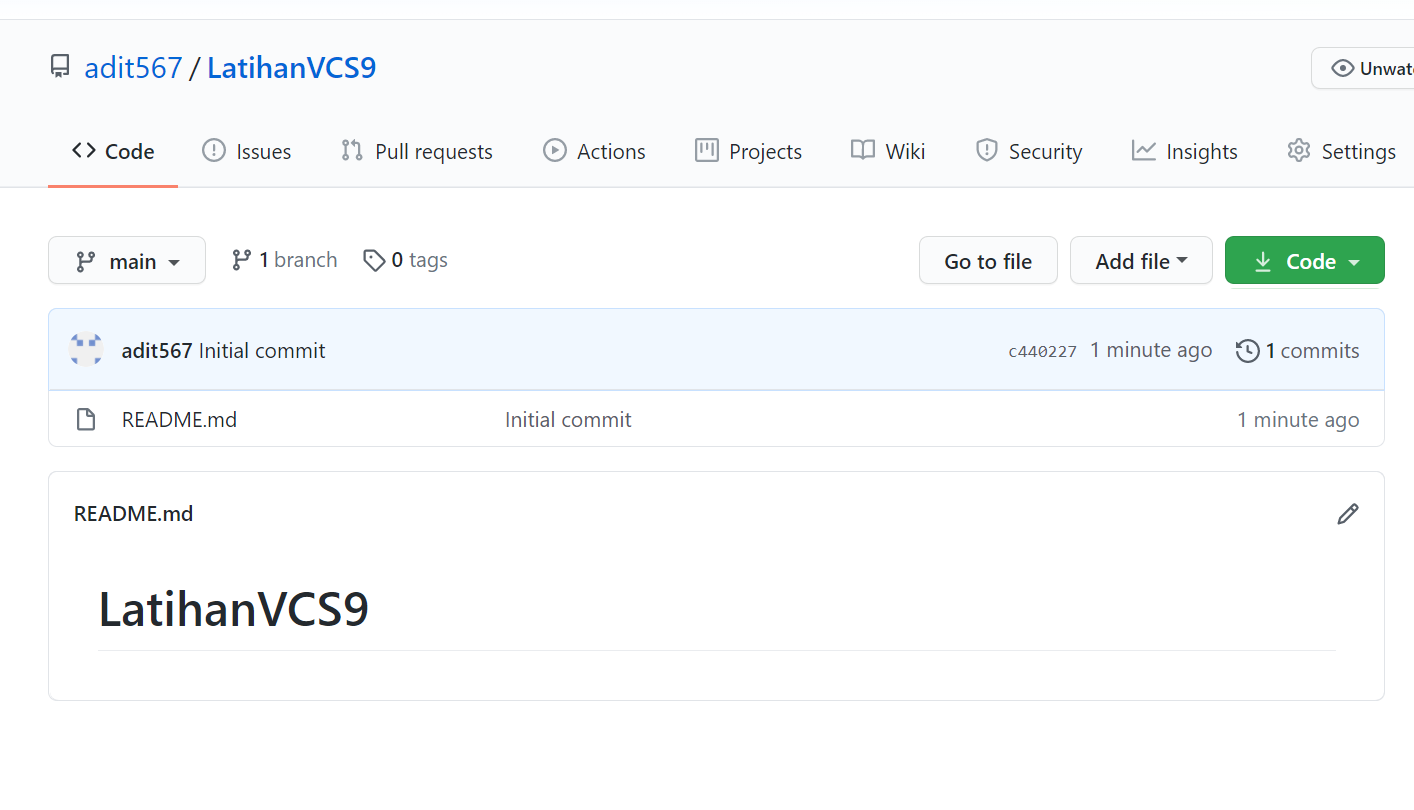 adit567 / LatihanVCS9
Unwat
Code Issues Pull requests Actions Projects Wiki Security Insights Settings
main 1 branch 0 tags Go to file Add file Code
adit567 Initial commit c440227 1 minute ago 1 commits
README.md Initial commit 1 minute ago
README.md
LatihanVCS9